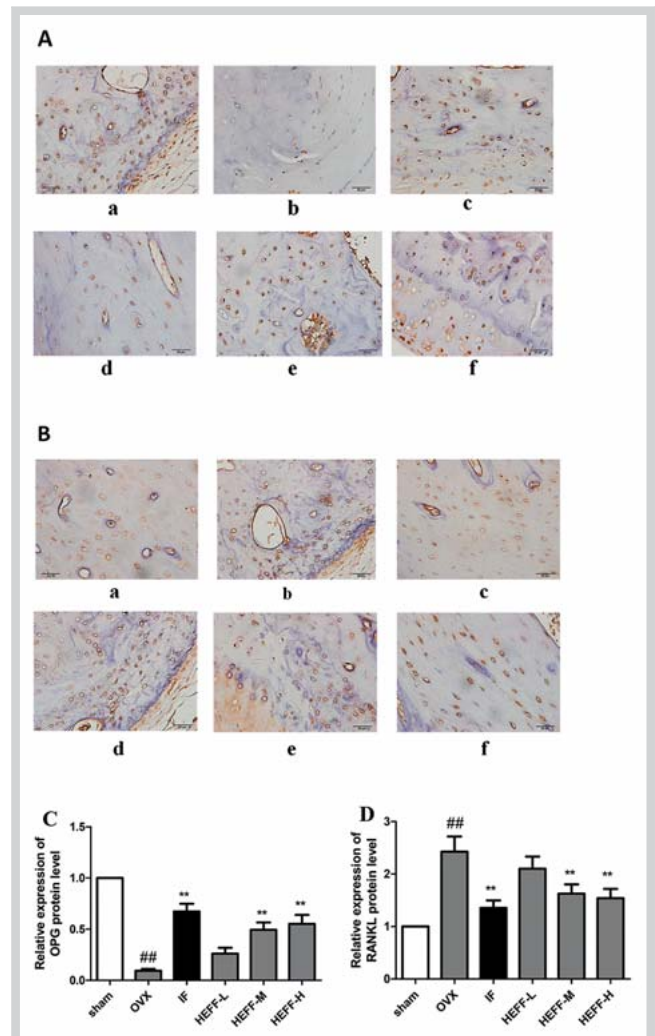 A
a b c
d e f
B
a b c
d e f
C
Relative expression of
OPG protein level
1.5
1.0
0.5
0.0
##
**
**
**
sham OVX IF HEFF-L HEFF-M HEFF-H
D
Relative expression of
RANKL protein level
3
2
1
0
##
**
**
**
sham OVX IF HEFF-L HEFF-M HEFF-H